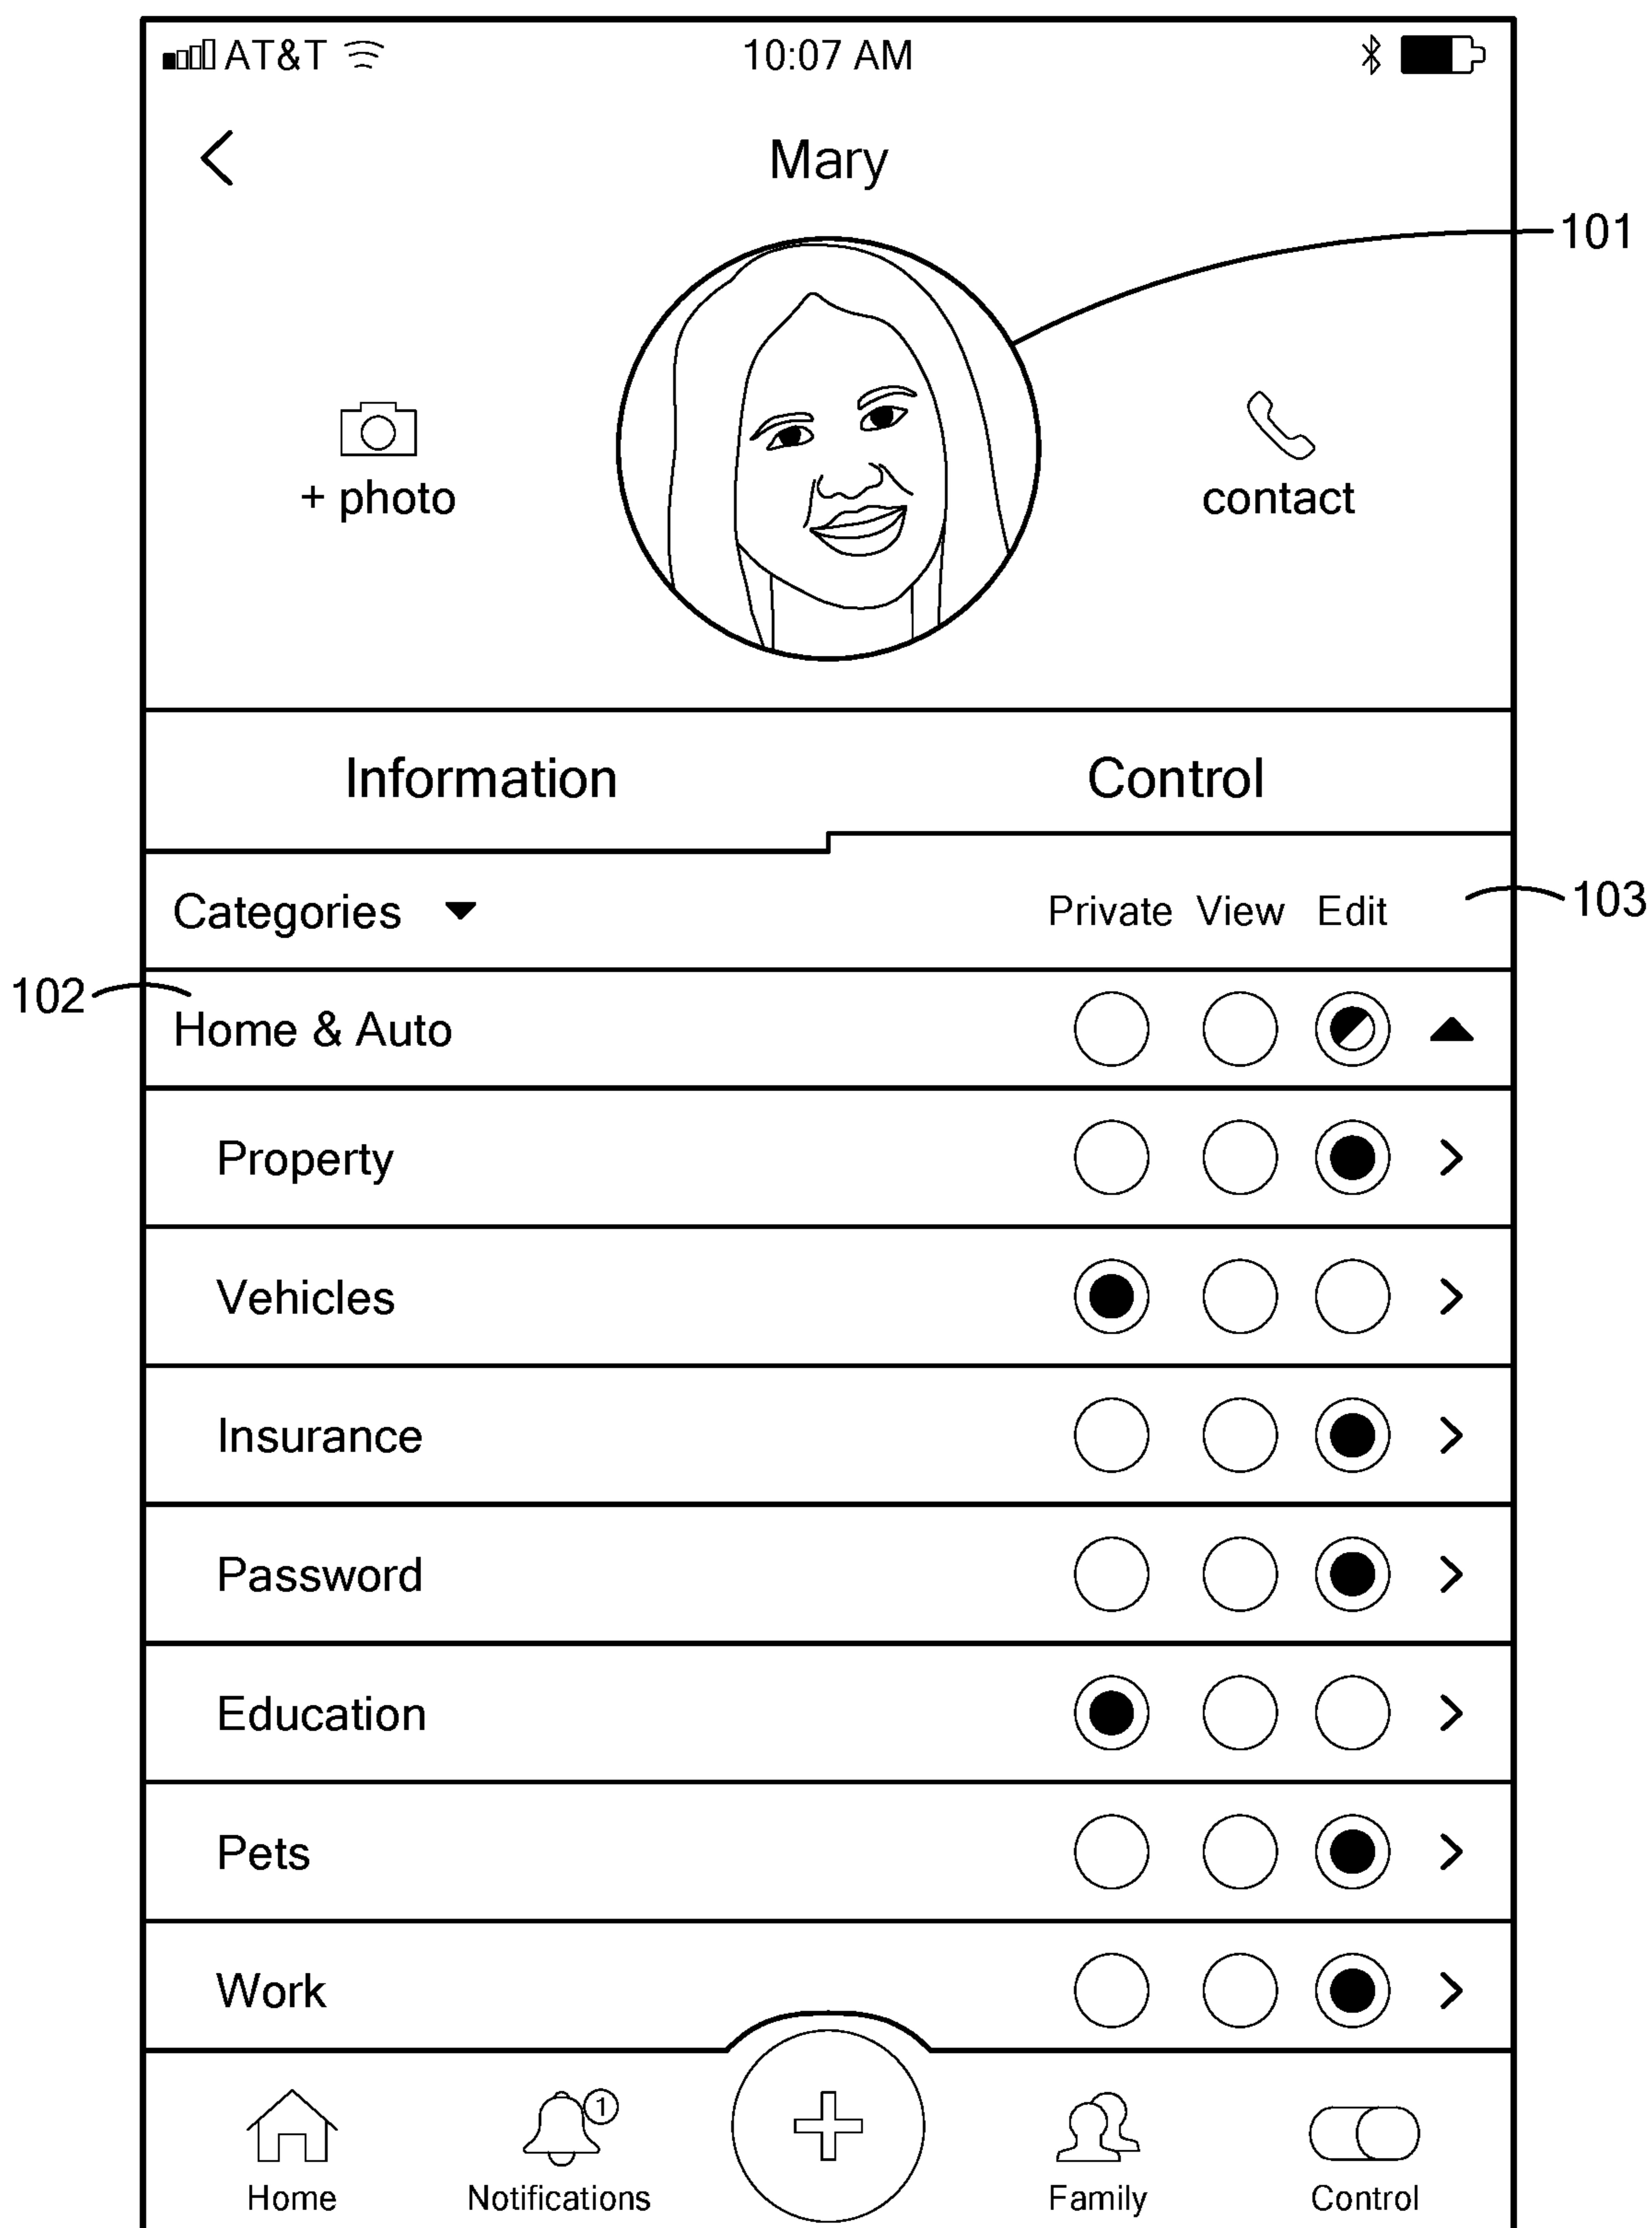 AT&T 10:07 AM
Mary
101
+ photo
contact
Information Control
Categories Private View Edit
103
102
Home & Auto
Property
Vehicles
Insurance
Password
Education
Pets
Work
1
Home Notifications Family Control